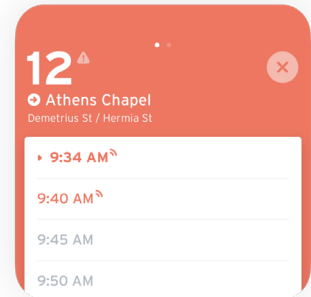 12
Athens Chapel
Demetrius St / Hermia St
9:34 AM
9:40 AM
9:45 AM
9:50 AM